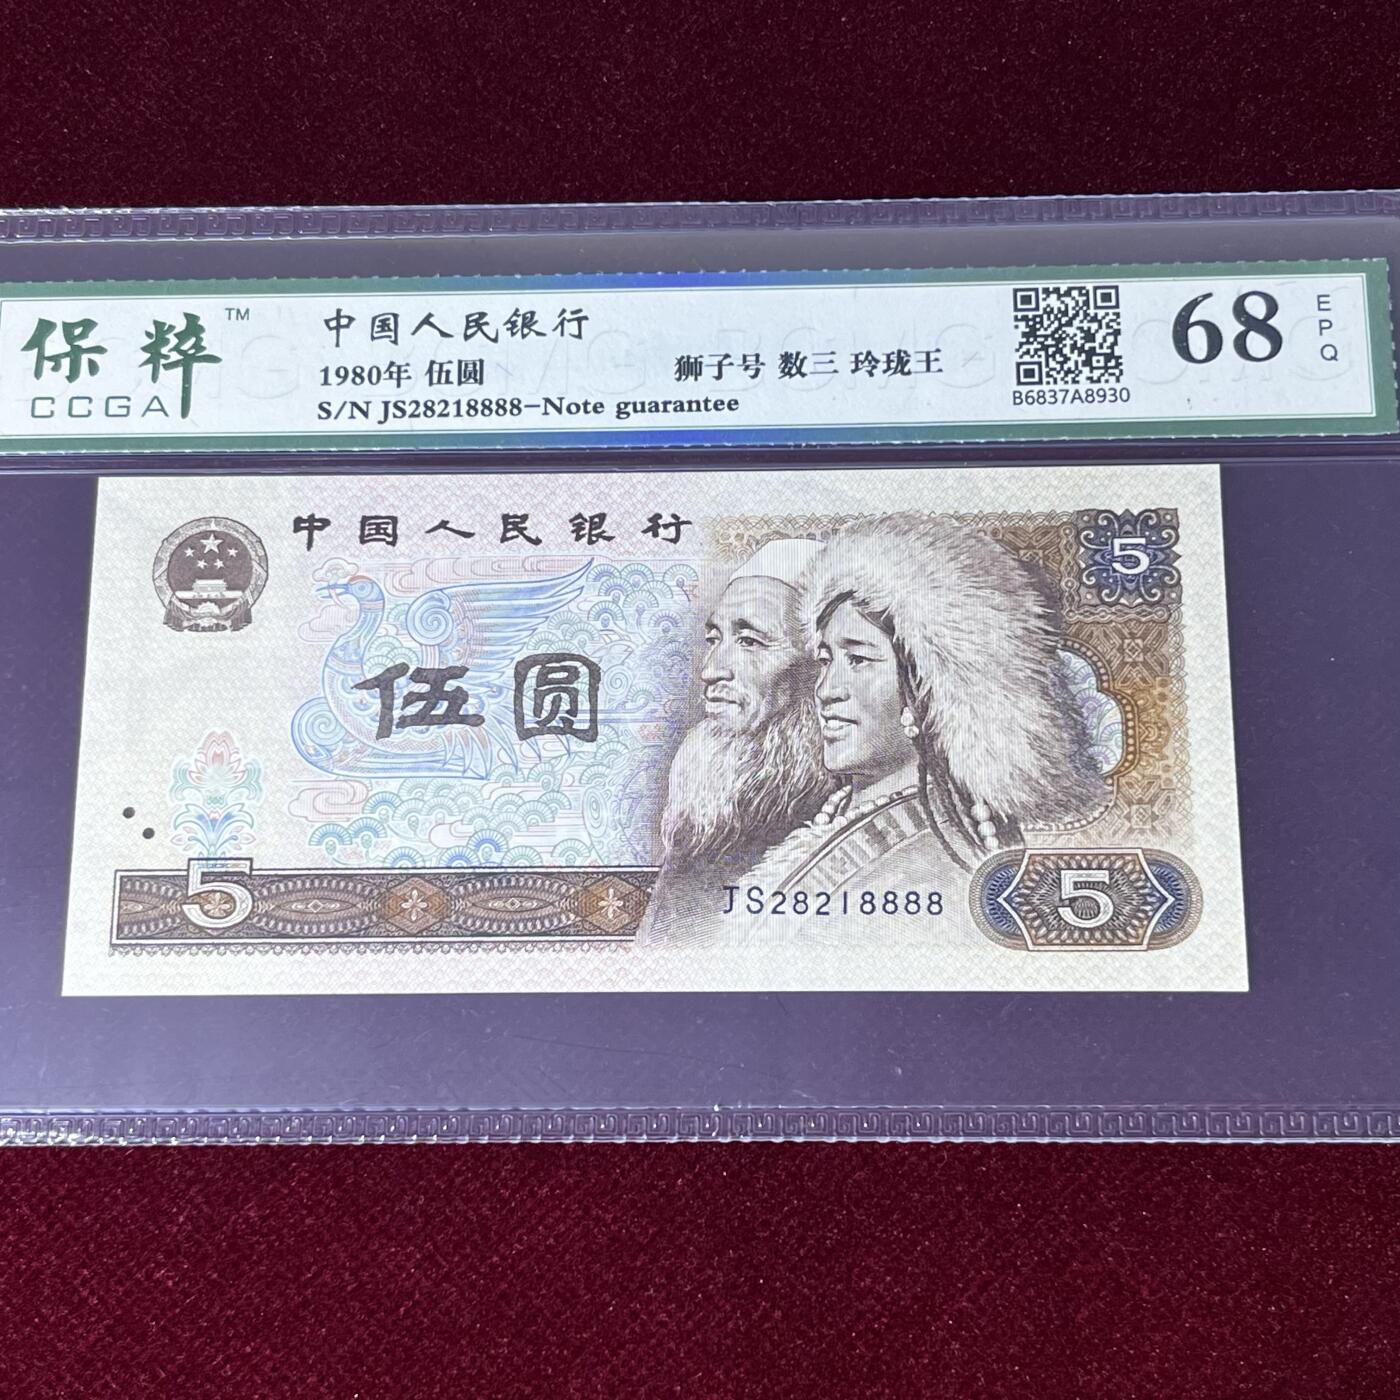 保粹 TM
CCGA
中国人民银行
1980年 伍圆
狮子号 数三 玲珑王
S/N JS28218888-Note guarantee
B6837A8930
68
EPQ
中国人民银行
5
伍圆
5
JS28218888
5